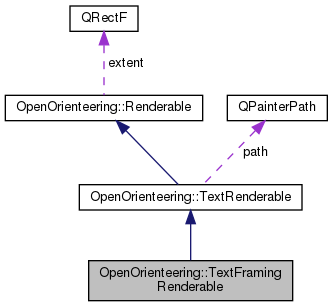 QRectF
extent
OpenOrienteering::Renderable
QPainterPath
path
OpenOrienteering::TextRenderable
OpenOrienteering::TextFraming
Renderable